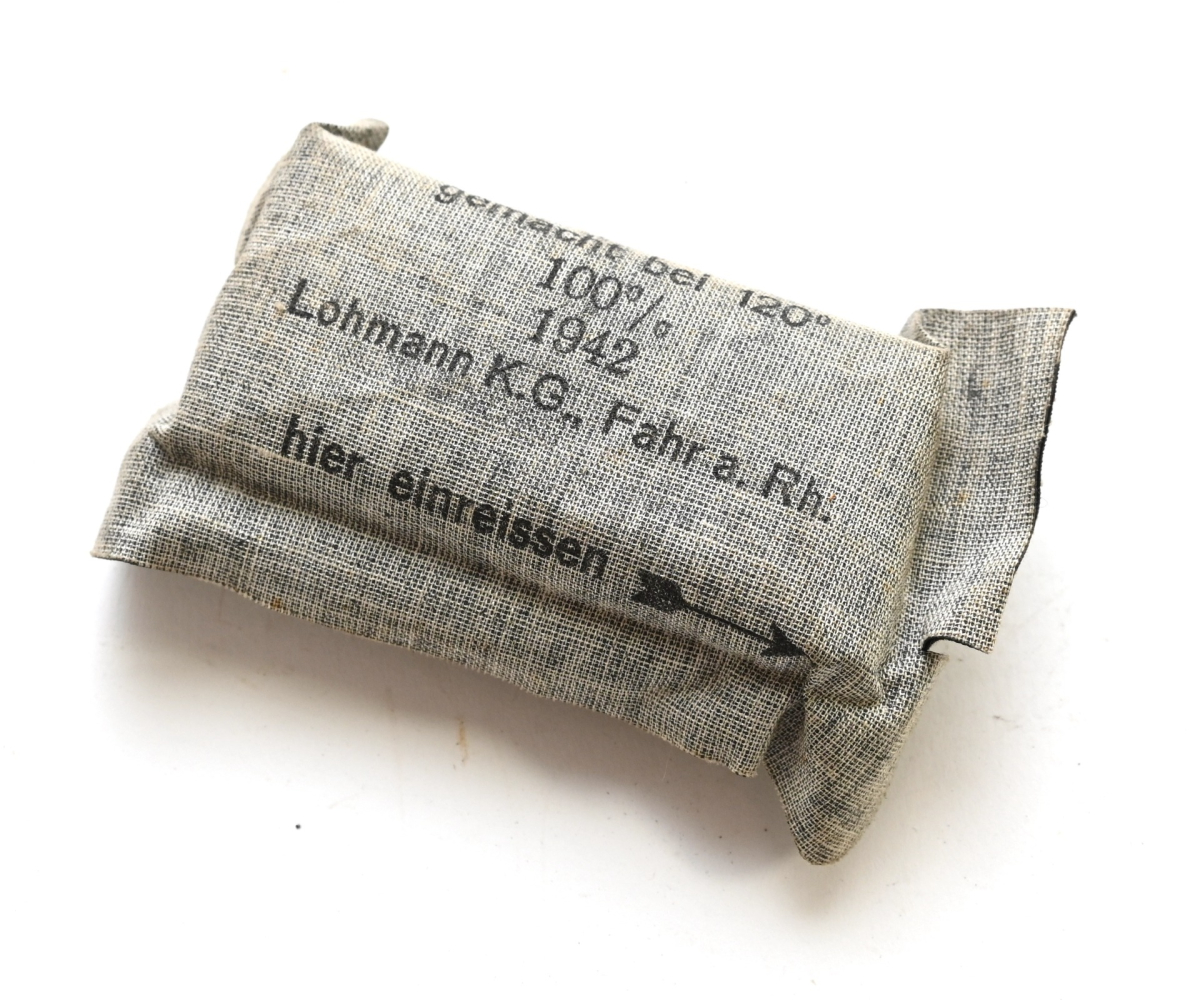 gemacht bei 120°
100%
1942
Lohmann K.G., Fahr a. Rh.
hier einreissen